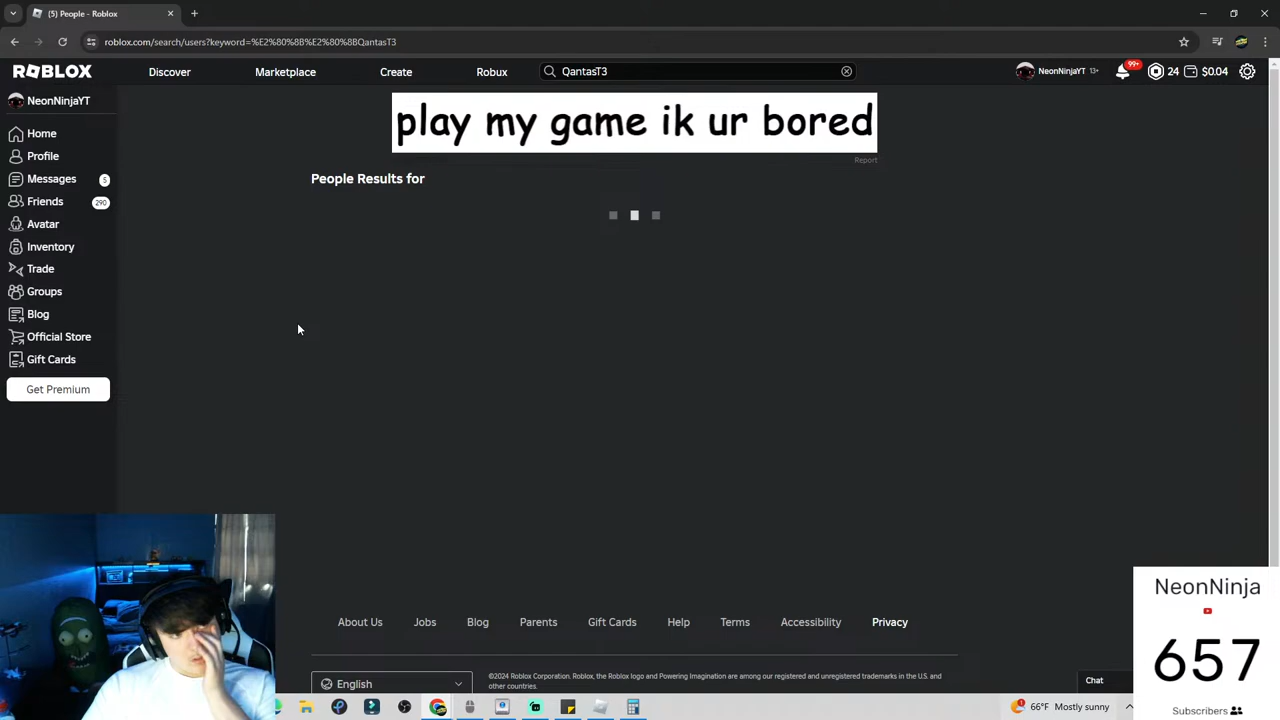 (5) People - Roblox
roblox.com/search/users?keyword=%E2%80%8B%E2%80%8BQantasT3
ROBLOX
Discover
Marketplace
Create
Robux
QantasT3
NeonNinjaYT 13+
99+
24
$0.04
NeonNinjaYT
Home
Profile
Messages 5
Friends 290
Avatar
Inventory
Trade
Groups
Blog
Official Store
Gift Cards
Get Premium
play my game ik ur bored
Report
People Results for
About Us
Jobs
Blog
Parents
Gift Cards
Help
Terms
Accessibility
Privacy
English
©2024 Roblox Corporation. Roblox, the Roblox logo and Powering Imagination are among our registered and unregistered trademarks in the U.S. and
other countries.
Chat
NeonNinja
657
Subscribers
1
66°F Mostly sunny